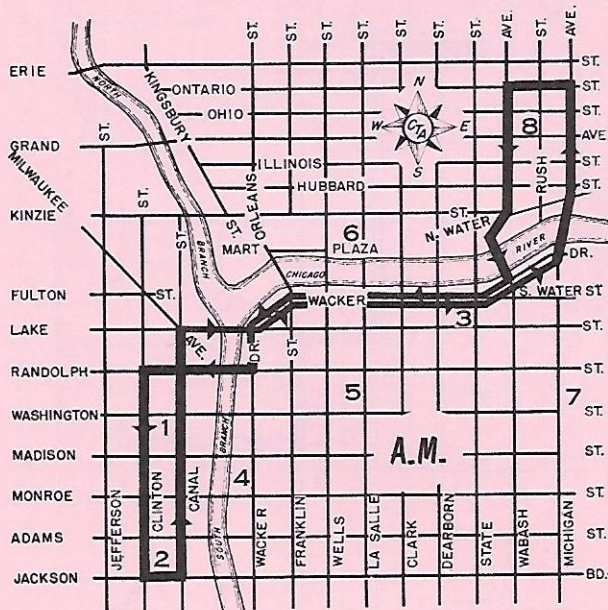 ST.
ST.
ST.
ST.
ST.
AVE.
ST.
AVE.
ERIE
ST.
NORTH
KINGSBURY
N
ONTARIO
ST.
OHIO
ST.
W
CTA
E
8
GRAND
AVE
S
MILWAUKEE
ST.
ILLINOIS
ST.
RUSH
HUBBARD
ST.
ORLEANS
KINZIE
ST.
ST.
ST.
ST.
BRANCH
MART
6
PLAZA
N. WATER
RIVER
DR.
CHICAGO
FULTON
ST.
WACKER
S. WATER
ST
3
LAKE
AVE.
ST.
DR.
ST.
RANDOLPH
ST.
5
7
WASHINGTON
ST.
1
BRANCH
A.M.
MADISON
ST.
4
MONROE
ST.
ADAMS
ST.
2
SOUTH
JACKSON
BD.
JEFFERSON
CLINTON
CANAL
WACKER
FRANKLIN
WELLS
LA SALLE
CLARK
DEARBORN
STATE
WABASH
MICHIGAN